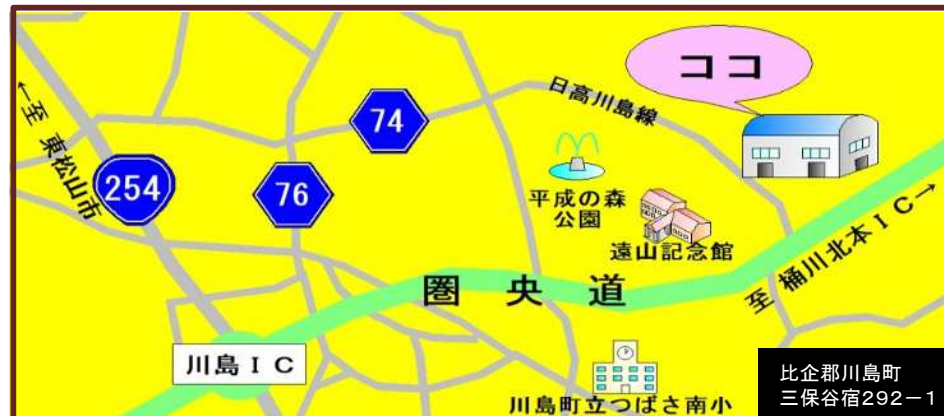 ココ
日高川島線
74
←至 東松山市
254
76
平成の森
公園
遠山記念館
圏央道
至 桶川北本IC→
川島IC
川島町立つばさ南小
比企郡川島町
三保谷宿292-1